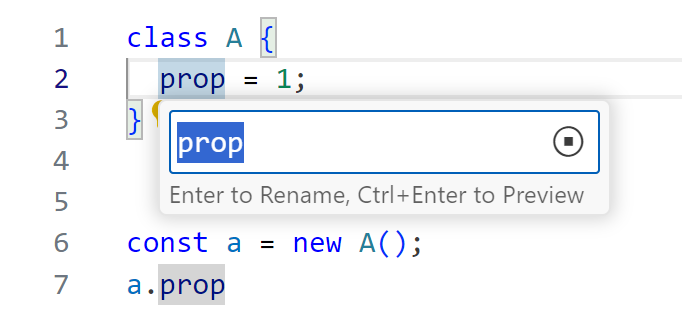 1 class A {
2 prop = 1;
3 }
prop
Enter to Rename, Ctrl+Enter to Preview
4
5
6 const a = new A();
7 a.prop